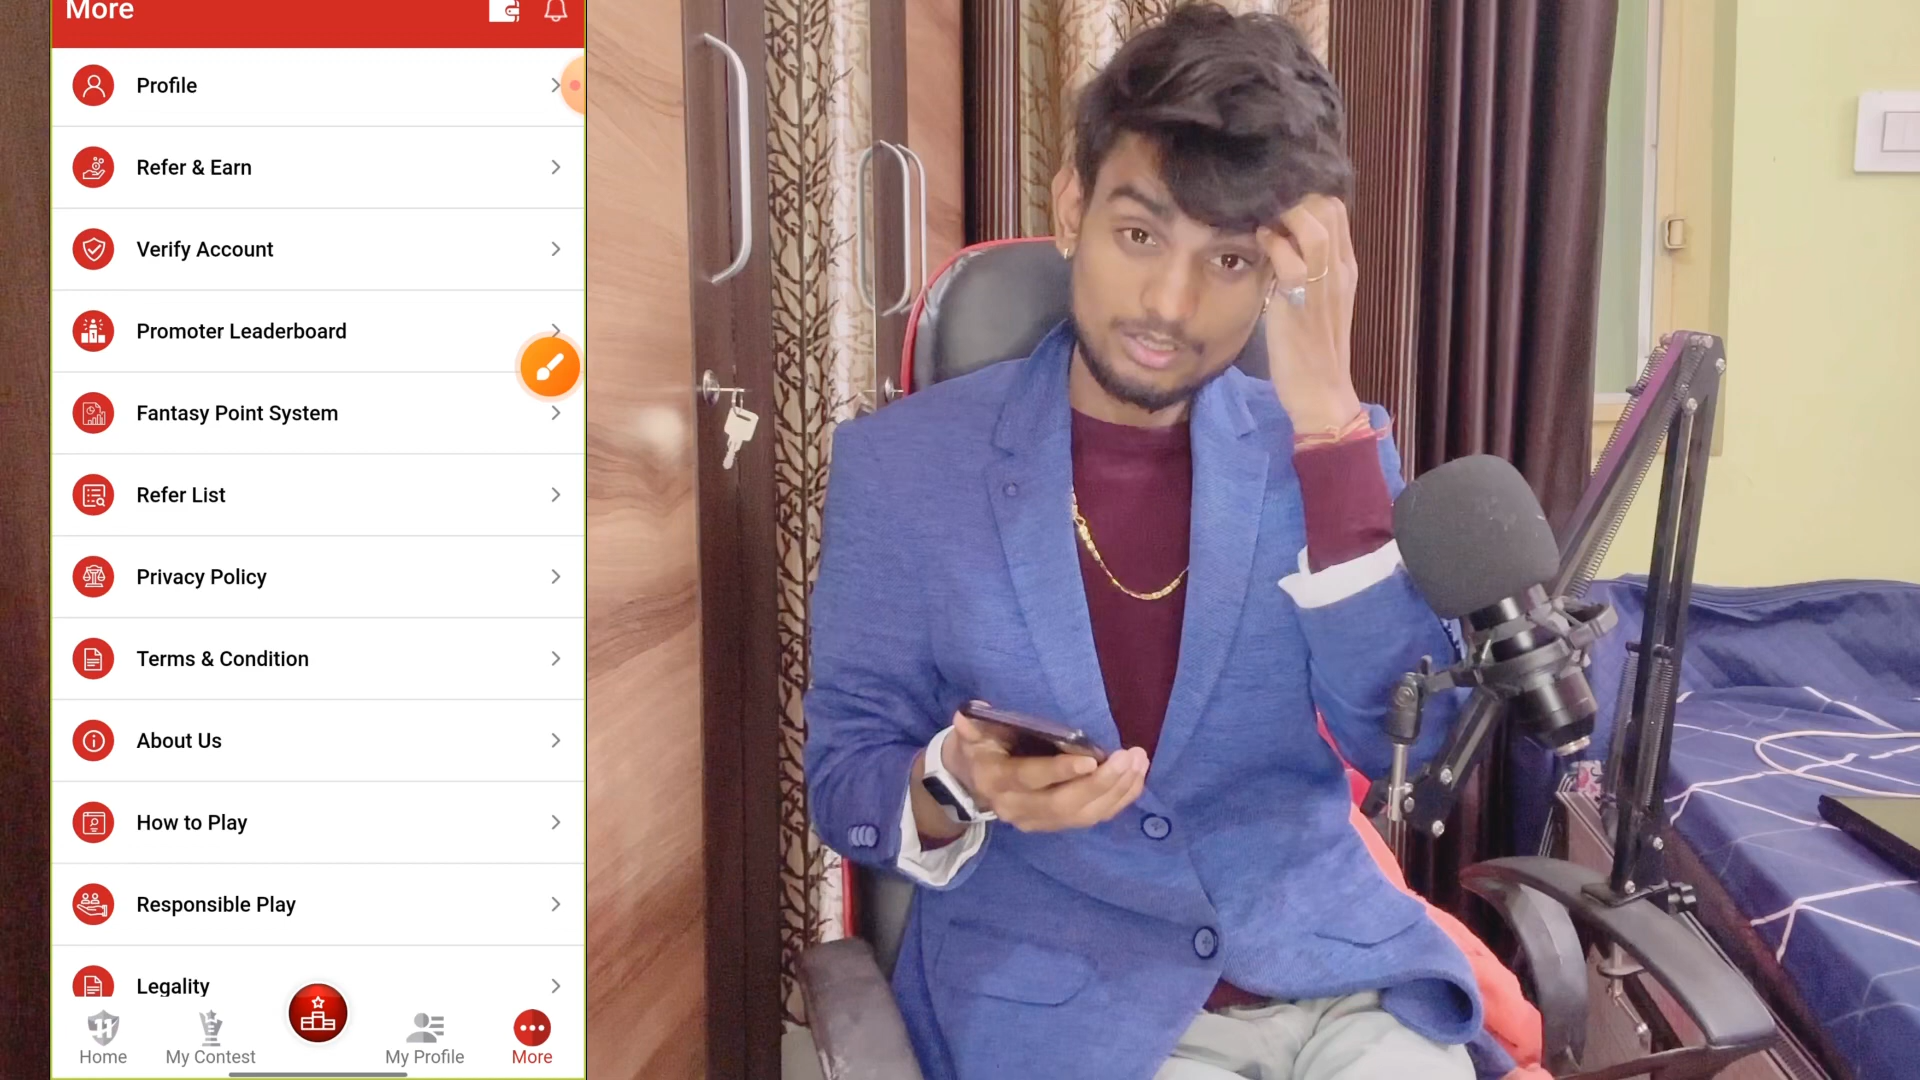 More
Profile
Refer & Earn
Verify Account
Promoter Leaderboard
Fantasy Point System
Refer List
Privacy Policy
Terms & Condition
About Us
How to Play
Responsible Play
Legality
Home
My Contest
My Profile
More